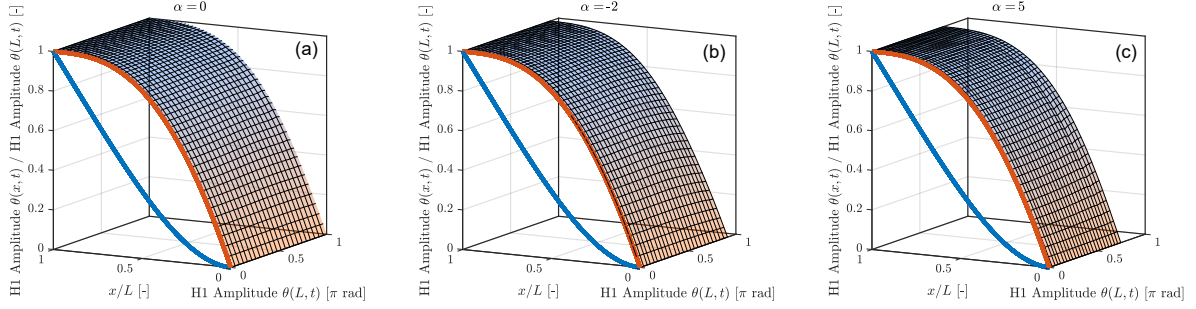 α = 0
(a)
H1 Amplitude θ(x, t) / H1 Amplitude θ(L, t) [-]
1
0.8
0.6
0.4
0.2
0
1
0.5
0
x/L [-]
0
0.5
1
H1 Amplitude θ(L, t) [π rad]
α = -2
(b)
H1 Amplitude θ(x, t) / H1 Amplitude θ(L, t) [-]
1
0.8
0.6
0.4
0.2
0
1
0.5
0
x/L [-]
0
0.5
1
H1 Amplitude θ(L, t) [π rad]
α = 5
(c)
H1 Amplitude θ(x, t) / H1 Amplitude θ(L, t) [-]
1
0.8
0.6
0.4
0.2
0
1
0.5
0
x/L [-]
0
0.5
1
H1 Amplitude θ(L, t) [π rad]